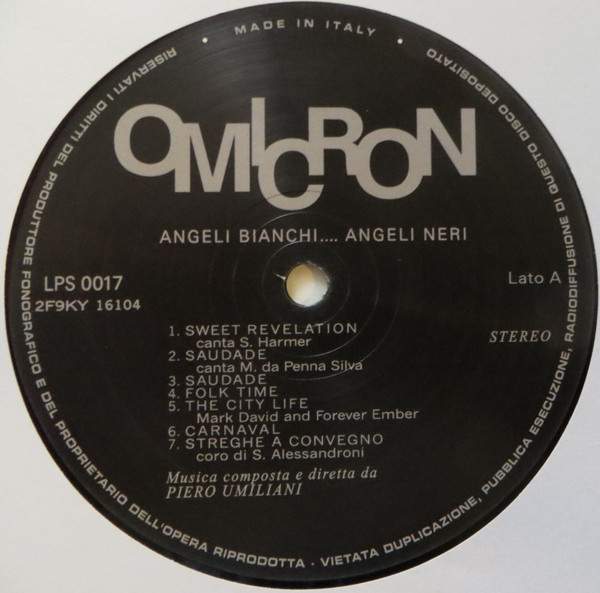 MADE IN ITALY
RISERVATI I DIRITTI DEL PRODUTTORE FONOGRAFICO E DEL PROPRIETARIO DELL'OPERA RIPRODOTTA - VIETATA DUPLICAZIONE, PUBBLICA ESECUZIONE, RADIODIFFUSIONE DI QUESTO DISCO DEPOSITATO
OMICRON
ANGELI BIANCHI.... ANGELI NERI
LPS 0017
2F9KY 16104
Lato A
STEREO
1. SWEET REVELATION
canta S. Harmer
2. SAUDADE
canta M. da Penna Silva
3. SAUDADE
4. FOLK TIME
5. THE CITY LIFE
Mark David and Forever Ember
6. CARNAVAL
7. STREGHE A CONVEGNO
coro di S. Alessandroni
Musica composta e diretta da
PIERO UMILIANI